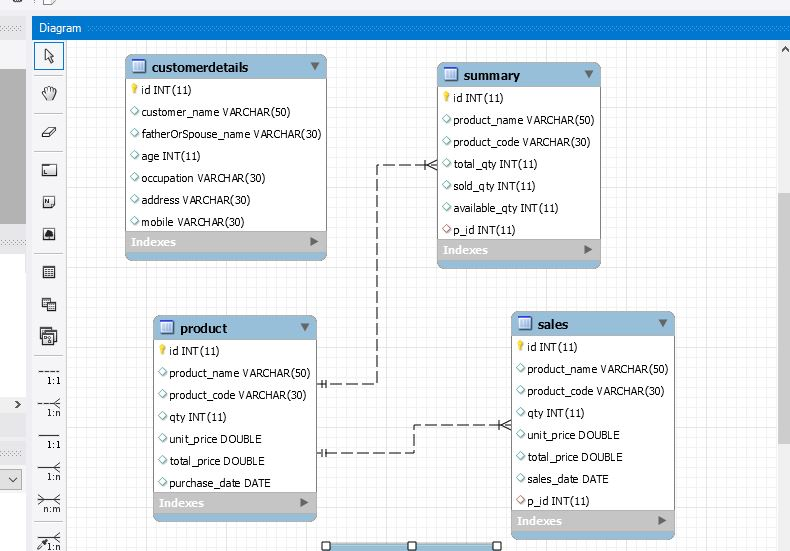 Diagram
customerdetails
id INT(11)
customer_name VARCHAR(50)
fatherOrSpouse_name VARCHAR(30)
age INT(11)
occupation VARCHAR(30)
address VARCHAR(30)
mobile VARCHAR(30)
Indexes
summary
id INT(11)
product_name VARCHAR(50)
product_code VARCHAR(30)
total_qty INT(11)
sold_qty INT(11)
available_qty INT(11)
p_id INT(11)
Indexes
product
id INT(11)
product_name VARCHAR(50)
product_code VARCHAR(30)
qty INT(11)
unit_price DOUBLE
total_price DOUBLE
purchase_date DATE
Indexes
sales
id INT(11)
product_name VARCHAR(50)
product_code VARCHAR(30)
qty INT(11)
unit_price DOUBLE
total_price DOUBLE
sales_date DATE
p_id INT(11)
Indexes
1:1
1:n
1:1
1:n
n:m
1:n